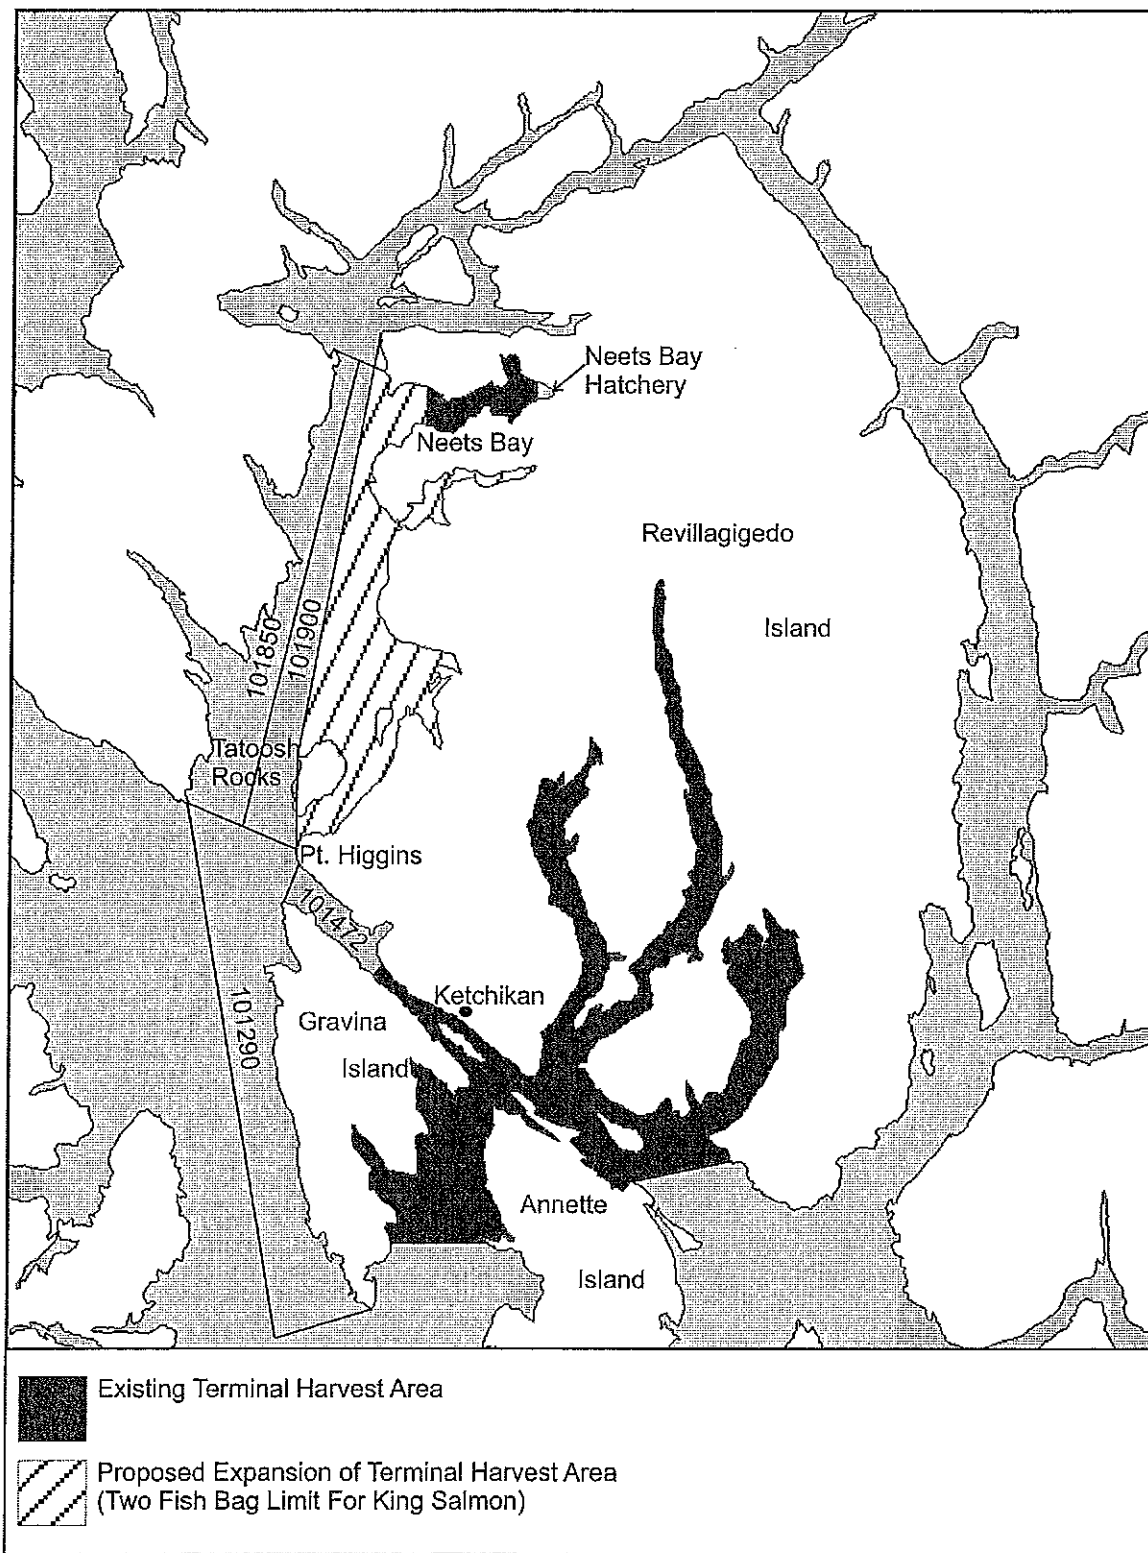 Neets Bay
Hatchery
Neets Bay
Revillagigedo
Island
101850
101900
Tatoosh
Rocks
Pt. Higgins
101472
Ketchikan
Gravina
101290
Island
Annette
Island
Existing Terminal Harvest Area
Proposed Expansion of Terminal Harvest Area
(Two Fish Bag Limit For King Salmon)